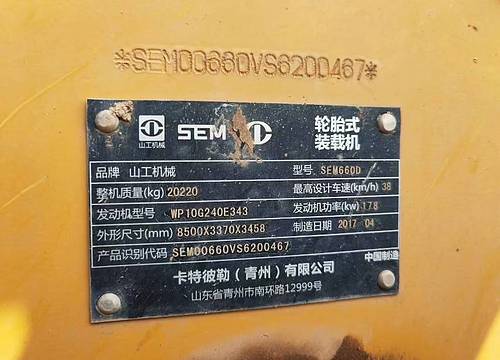 *SEM00660VS6200467*
山工机械 SEM 轮胎式
装载机
品牌 山工机械 型号 SEM660D
整机质量(kg) 20220 最高设计车速(km/h) 38
发动机型号 WP10G240E343 发动机功率(kw) 178
外形尺寸(mm) 8500X3370X3458 制造日期 2017 04
产品识别代码 SEM00660VS6200467
卡特彼勒（青州）有限公司 中国制造
山东省青州市南环路12999号